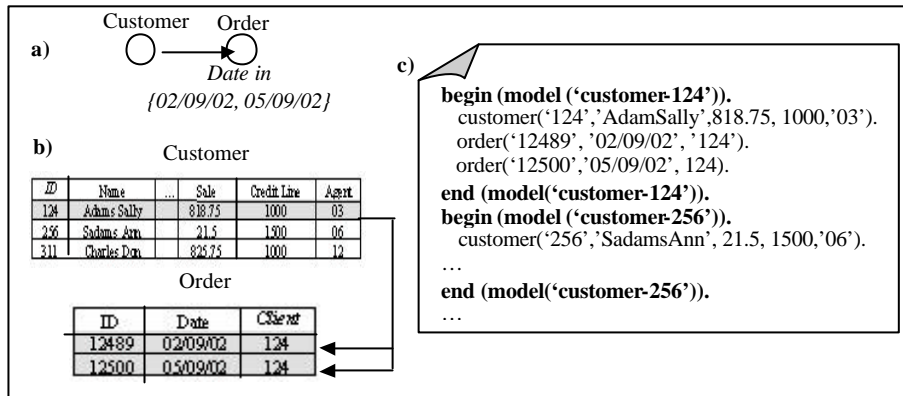 a)
Customer Order
Date in
{02/09/02, 05/09/02}
b)
Customer
ID Name ... Sale Credit Line Agent
124 Adams Sally 818.75 1000 03
256 Sadams Ann 21.5 1500 06
311 Charles Don 825.75 1000 12
Order
ID Date Client
12489 02/09/02 124
12500 05/09/02 124
c)
begin (model (‘customer-124’)).
customer(‘124’,’AdamSally’,818.75, 1000,’03’).
order(‘12489’, ’02/09/02’, ‘124’).
order(‘12500’,’05/09/02’, 124).
end (model(‘customer-124’)).
begin (model (‘customer-256’)).
customer(‘256’,’SadamsAnn’, 21.5, 1500,’06’).
…
end (model(‘customer-256’)).
…